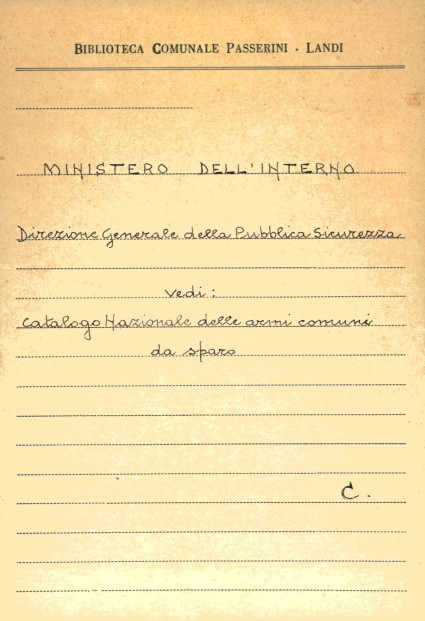 BIBLIOTECA COMUNALE PASSERINI - LANDI
MINISTERO DELL'INTERNO
Direzione Generale della Pubblica Sicurezza
vedi:
Catalogo Nazionale delle armi comuni
da sparo
C.